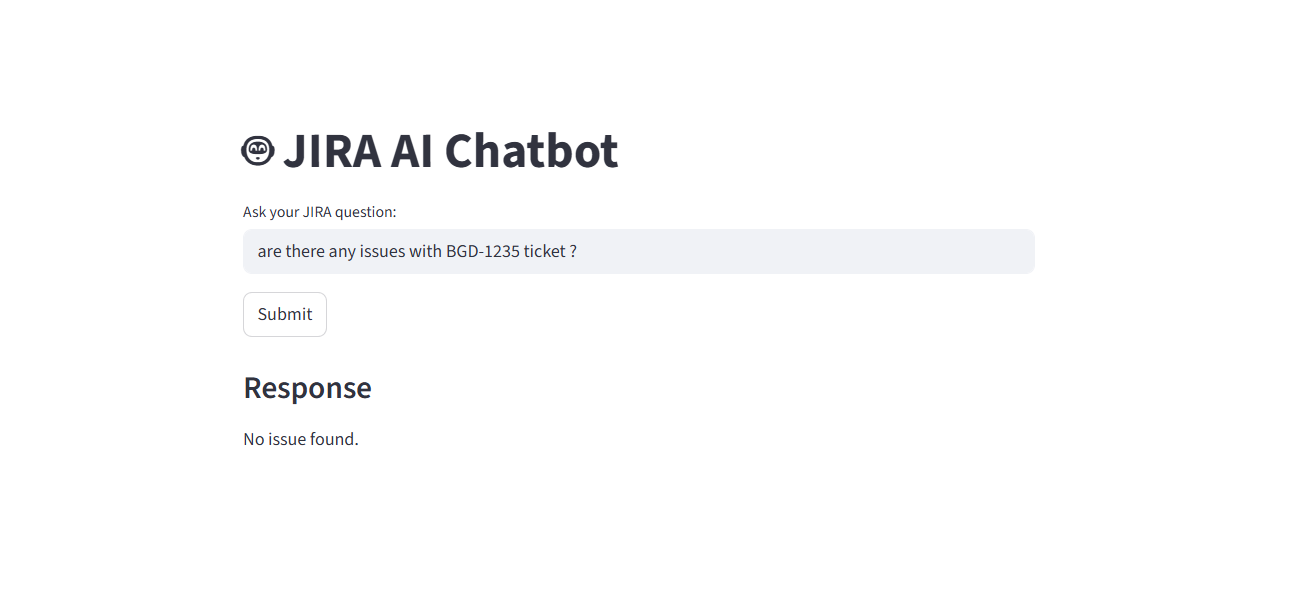 JIRA AI Chatbot
Ask your JIRA question:
are there any issues with BGD-1235 ticket ?
Submit
Response
No issue found.